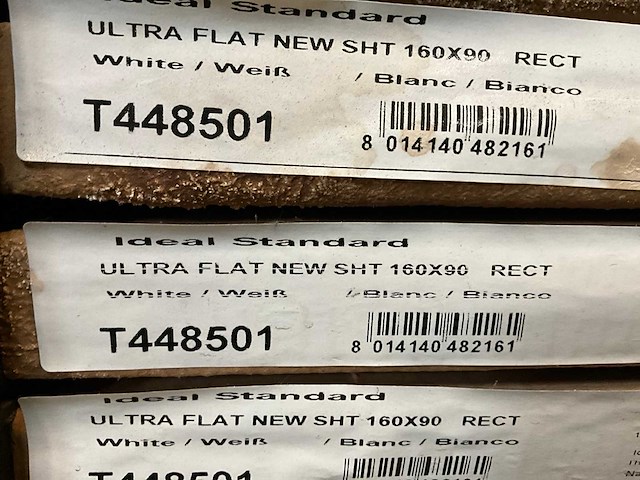 Ideal Standard
ULTRA FLAT NEW SHT 160X90 RECT
White / Weiß / Blanc / Bianco
T448501
8 014140 482161
Ideal Standard
ULTRA FLAT NEW SHT 160X90 RECT
White / Weiß / Blanc / Bianco
T448501
8 014140 482161
Ideal Standard
ULTRA FLAT NEW SHT 160X90 RECT
White / Weiß / Blanc / Bianco
T448501